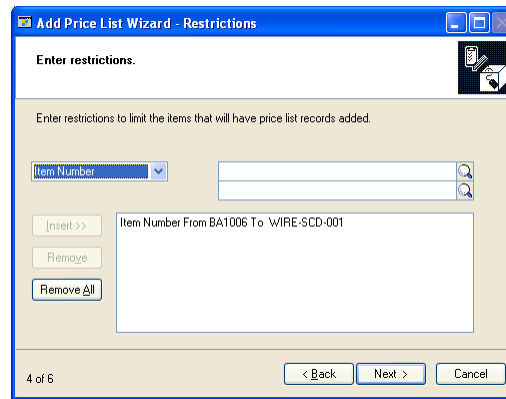 Add Price List Wizard - Restrictions
Enter restrictions.
Enter restrictions to limit the items that will have price list records added.
Item Number
Insert >>
Remove
Remove All
Item Number From BA1006 To WIRE-SCD-001
4 of 6
< Back
Next >
Cancel